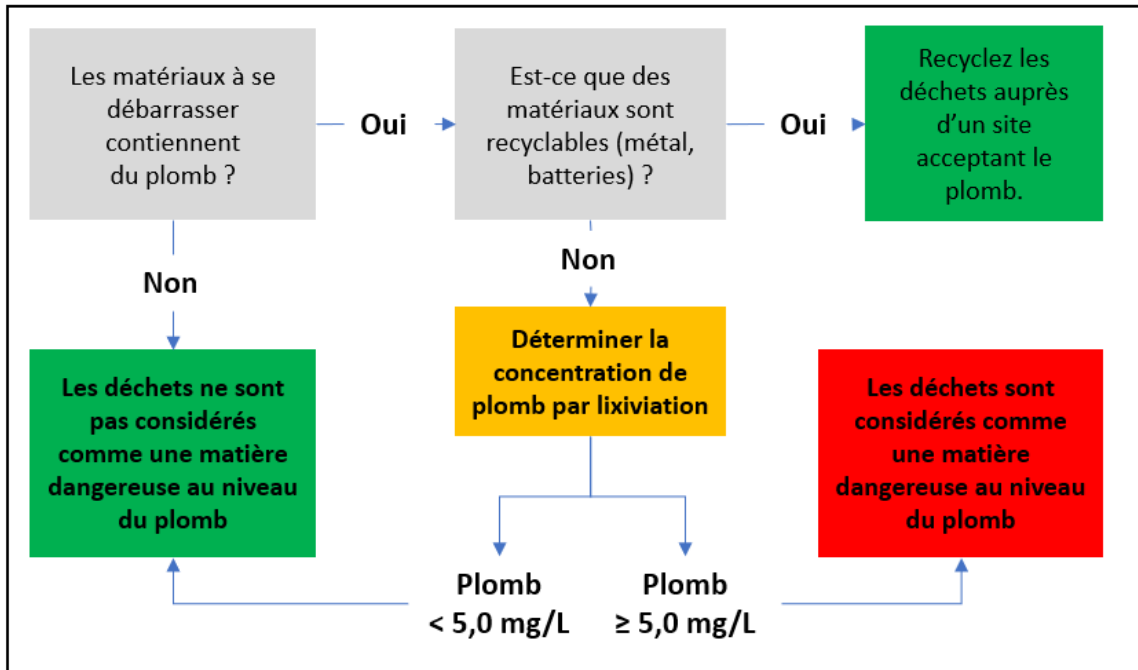 Les matériaux à se
débarrasser
contiennent
du plomb ?
Oui
Est-ce que des
matériaux sont
recyclables (métal,
batteries) ?
Oui
Recyclez les
déchets auprès
d’un site
acceptant le
plomb.
Non
Non
Les déchets ne sont
pas considérés
comme une matière
dangereuse au niveau
du plomb
Déterminer la
concentration de
plomb par lixiviation
Les déchets sont
considérés comme
une matière
dangereuse au niveau
du plomb
Plomb
< 5,0 mg/L
Plomb
≥ 5,0 mg/L